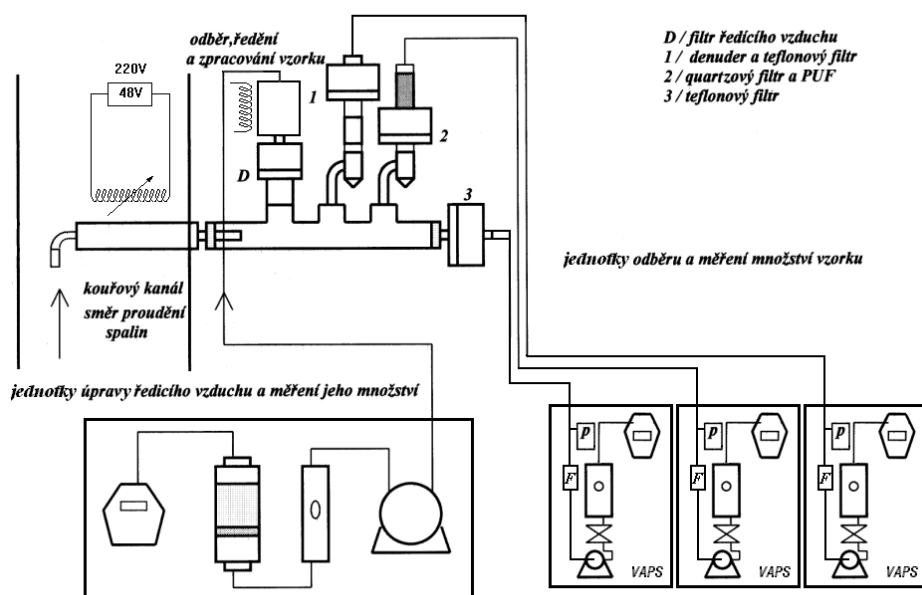 odběr,ředění
a zpracování vzorku
D / filtr ředícího vzduchu
1 / denuder a teflonový filtr
2 / quartzový filtr a PUF
3 / teflonový filtr
220V
48V
1
2
D
3
jednotky odběru a měření množství vzorku
kouřový kanál
směr proudění
spalin
jednotky úpravy ředicího vzduchu a měření jeho množství
p
p
p
F
F
F
VAPS
VAPS
VAPS